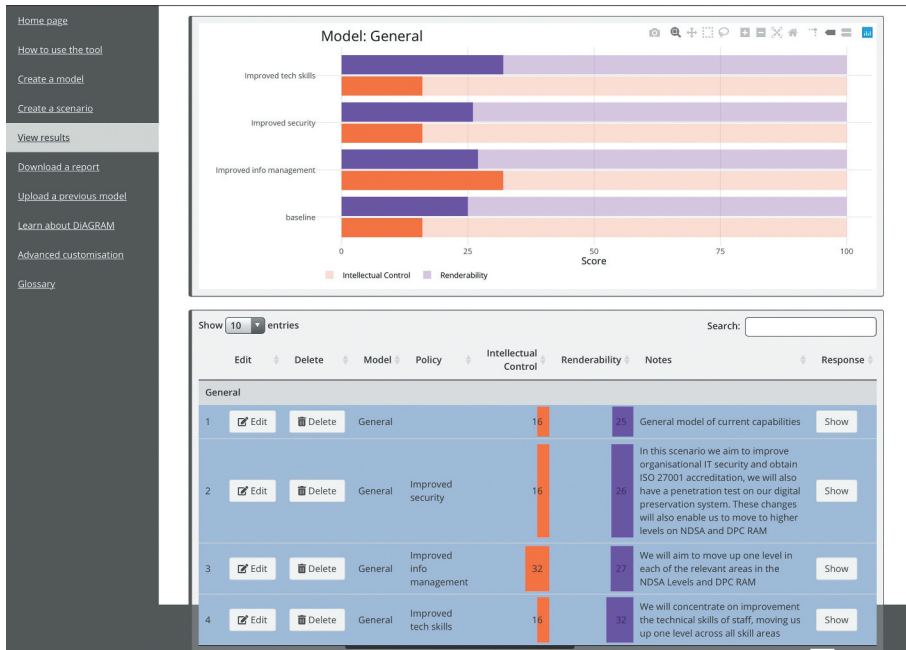 Home page
How to use the tool
Create a model
Create a scenario
View results
Download a report
Upload a previous model
Learn about DiAGRAM
Advanced customisation
Glossary
Model: General
Improved tech skills
Improved security
Improved info management
baseline
0 25 50 75 100
Score
Intellectual Control Renderability
Show 10 entries Search:
Edit Delete Model Policy Intellectual Control Renderability Notes Response
General
1 Edit Delete General 16 25 General model of current capabilities Show
2 Edit Delete General Improved security 16 26
In this scenario we aim to improve
organisational IT security and obtain
ISO 27001 accreditation, we will also
have a penetration test on our digital
preservation system. These changes
will also enable us to move to higher
levels on NDSA and DPC RAM
Show
3 Edit Delete General Improved info management 32 27
We will aim to move up one level in
each of the relevant areas in the
NDSA Levels and DPC RAM
Show
4 Edit Delete General Improved tech skills 16 32
We will concentrate on improvement
the technical skills of staff, moving us
up one level across all skill areas
Show